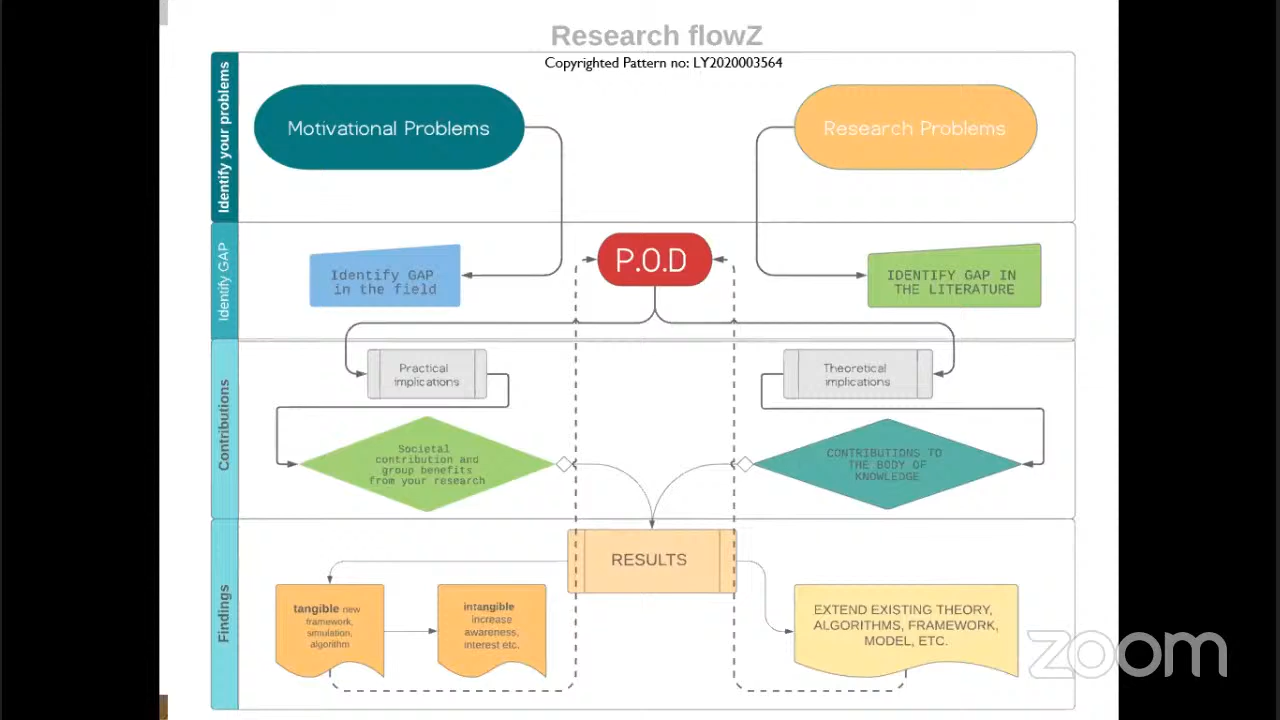 Research flowZ
Copyrighted Pattern no: LY2020003564
Identify your problems
Motivational Problems
Research Problems
Identify GAP
Identify GAP
in the field
P.O.D
IDENTIFY GAP IN
THE LITERATURE
Contributions
Practical
implications
Theoretical
implications
Societal
contribution and
group benefits
from your research
CONTRIBUTIONS TO
THE BODY OF
KNOWLEDGE
Findings
RESULTS
tangible new
framework,
simulation,
algorithm
intangible
increase
awareness,
interest etc.
EXTEND EXISTING THEORY,
ALGORITHMS, FRAMEWORK,
MODEL, ETC.
zoom